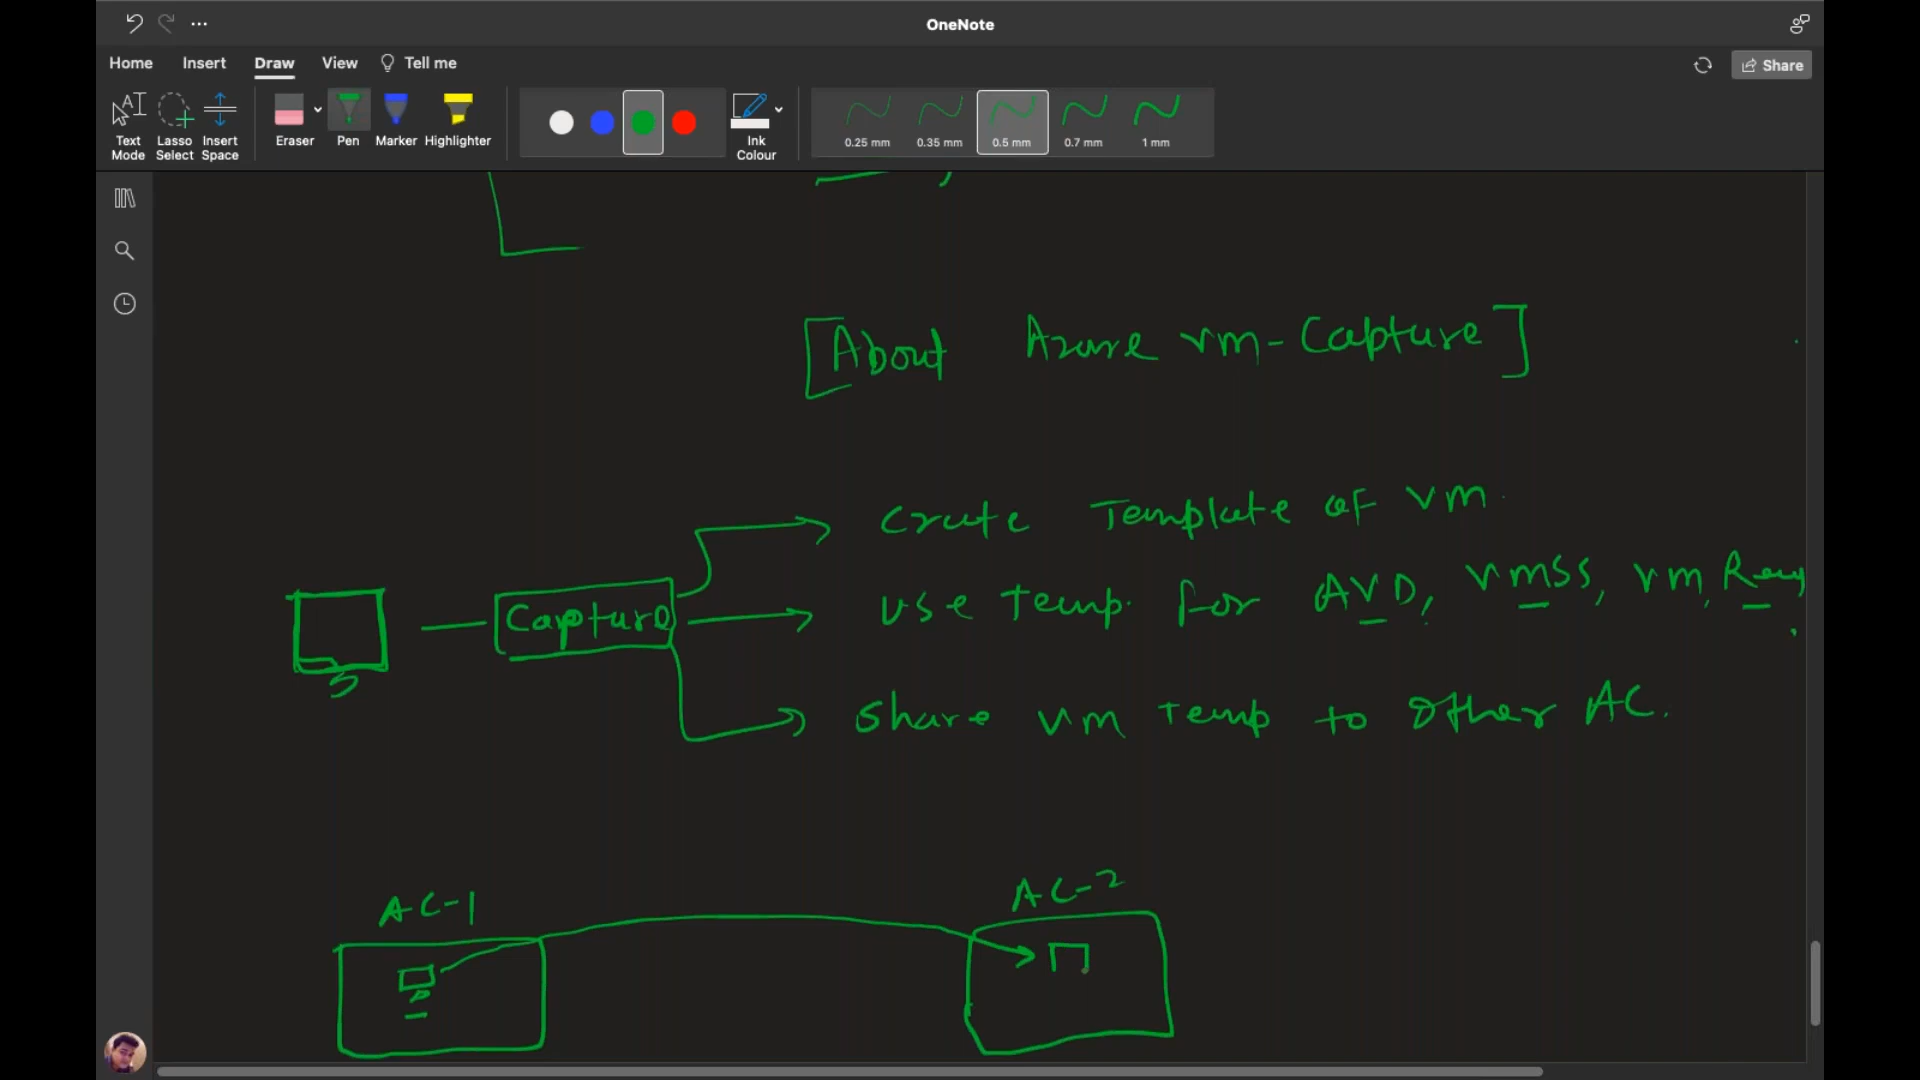 OneNote
Home Insert Draw View Tell me
Share
Text Mode
Lasso Select
Insert Space
Eraser
Pen
Marker
Highlighter
Ink Colour
0.25 mm
0.35 mm
0.5 mm
0.7 mm
1 mm
[About Azure vm-Capture]
Create Template of vm.
Capture
use temp. for AVD, vmss, vm,
share vm temp to other AC.
AC-1
AC-2